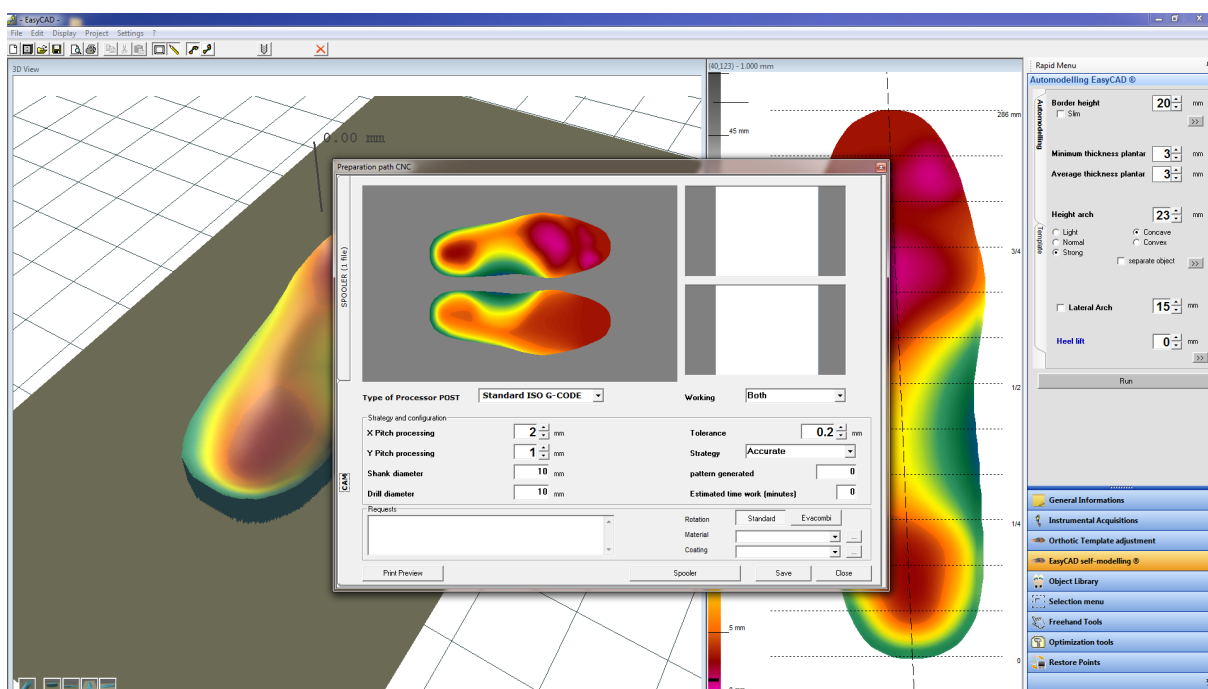 - EasyCAD -
File Edit Display Project Settings ?
3D View
0.00 mm
(40,123) - 1.000 mm
45 mm
5 mm
0 mm
286 mm
3/4
1/2
1/4
0
Preparation path CNC
SPOOLER (1 file)
CAM
Type of Processor POST Standard ISO G-CODE
Working Both
Strategy and configuration
X Pitch processing 2 mm
Y Pitch processing 1 mm
Shank diameter 10 mm
Drill diameter 10 mm
Tolerance 0.2 mm
Strategy Accurate
pattern generated 0
Estimated time work (minutes) 0
Requests
Rotation Standard Evacombi
Material ...
Coating ...
Print Preview Spooler Save Close
Rapid Menu
Automodelling EasyCAD ®
Automodelling
Template
Border height 20 mm
Slim
>>
Minimum thickness plantar 3 mm
Average thickness plantar 3 mm
Height arch 23 mm
Light Concave
Normal Convex
Strong
separate object >>
Lateral Arch 15 mm
Heel lift 0 mm
>>
Run
General Informations
Instrumental Acquisitions
Orthotic Template adjustment
EasyCAD self-modelling ®
Object Library
Selection menu
Freehand Tools
Optimization tools
Restore Points